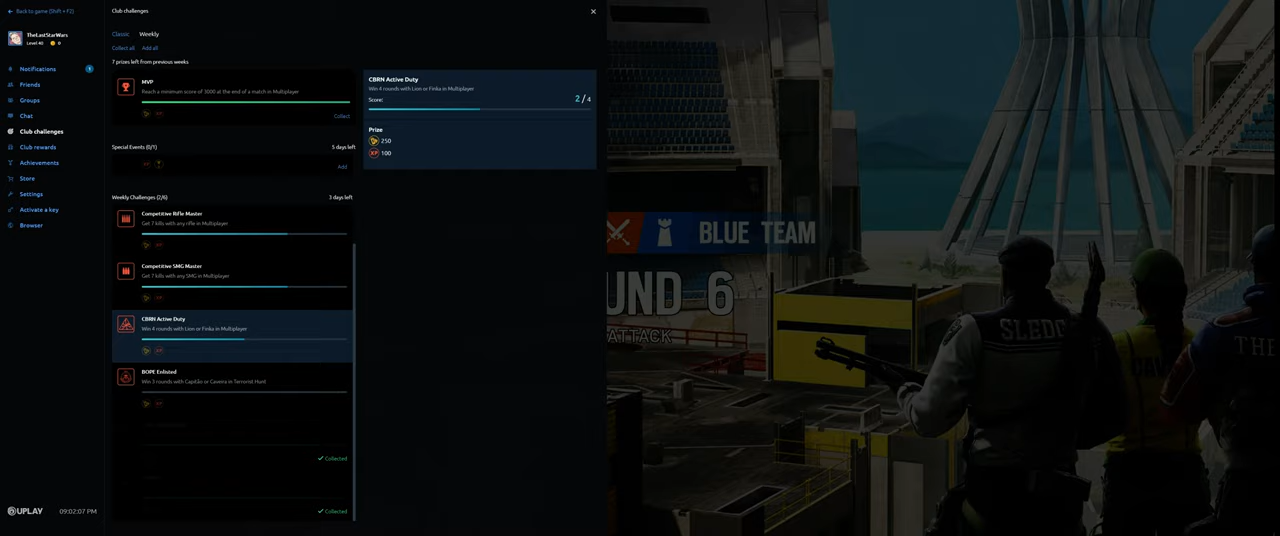 Back to game (Shift + F2)
TheLastStarWars
Level 40
0
Notifications
1
Friends
Groups
Chat
Club challenges
Club rewards
Achievements
Store
Settings
Activate a key
Browser
UPLAY
09:02:07 PM
Club challenges
Classic
Weekly
Collect all
Add all
7 prizes left from previous weeks
MVP
Reach a minimum score of 3000 at the end of a match in Multiplayer
Collect
Special Events (0/1)
5 days left
Add
Weekly Challenges (2/6)
3 days left
Competitive Rifle Master
Get 7 kills with any rifle in Multiplayer
Competitive SMG Master
Get 7 kills with any SMG in Multiplayer
CBRN Active Duty
Win 4 rounds with Lion or Finka in Multiplayer
BOPE Enlisted
Win 3 rounds with Capitão or Caveira in Terrorist Hunt
Collected
Collected
CBRN Active Duty
Win 4 rounds with Lion or Finka in Multiplayer
Score:
2 / 4
Prize
250
XP 100
BLUE TEAM
UND 6
ATTACK
SLEDG
DAV
THE